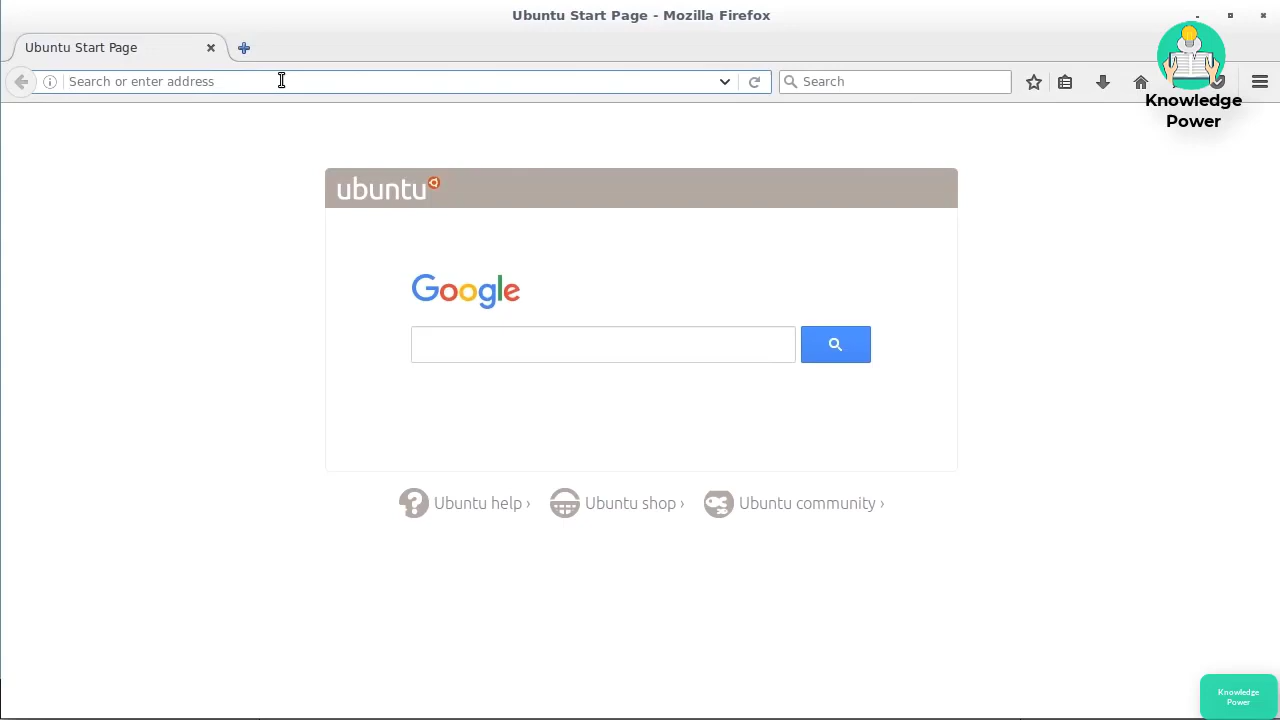 Ubuntu Start Page - Mozilla Firefox
Ubuntu Start Page
Search or enter address
Search
Knowledge
Power
ubuntu
Google
Ubuntu help ›
Ubuntu shop ›
Ubuntu community ›
Knowledge
Power